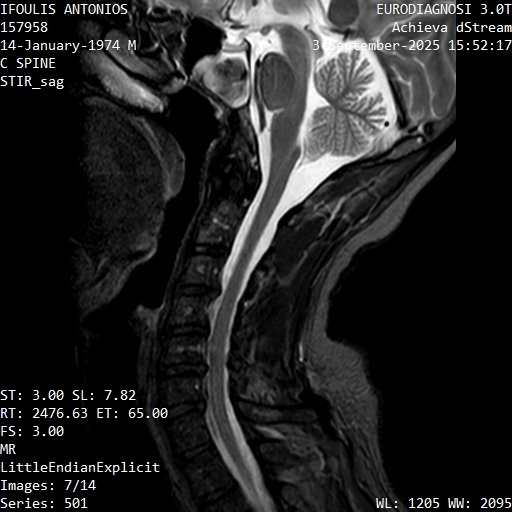 IFOULIS ANTONIOS
157958
14-January-1974 M
C SPINE
STIR_sag
EURODIAGNOSI 3.0T
Achieva dStream
3-September-2025 15:52:17
ST: 3.00 SL: 7.82
RT: 2476.63 ET: 65.00
FS: 3.00
MR
LittleEndianExplicit
Images: 7/14
Series: 501
WL: 1205 WW: 2095